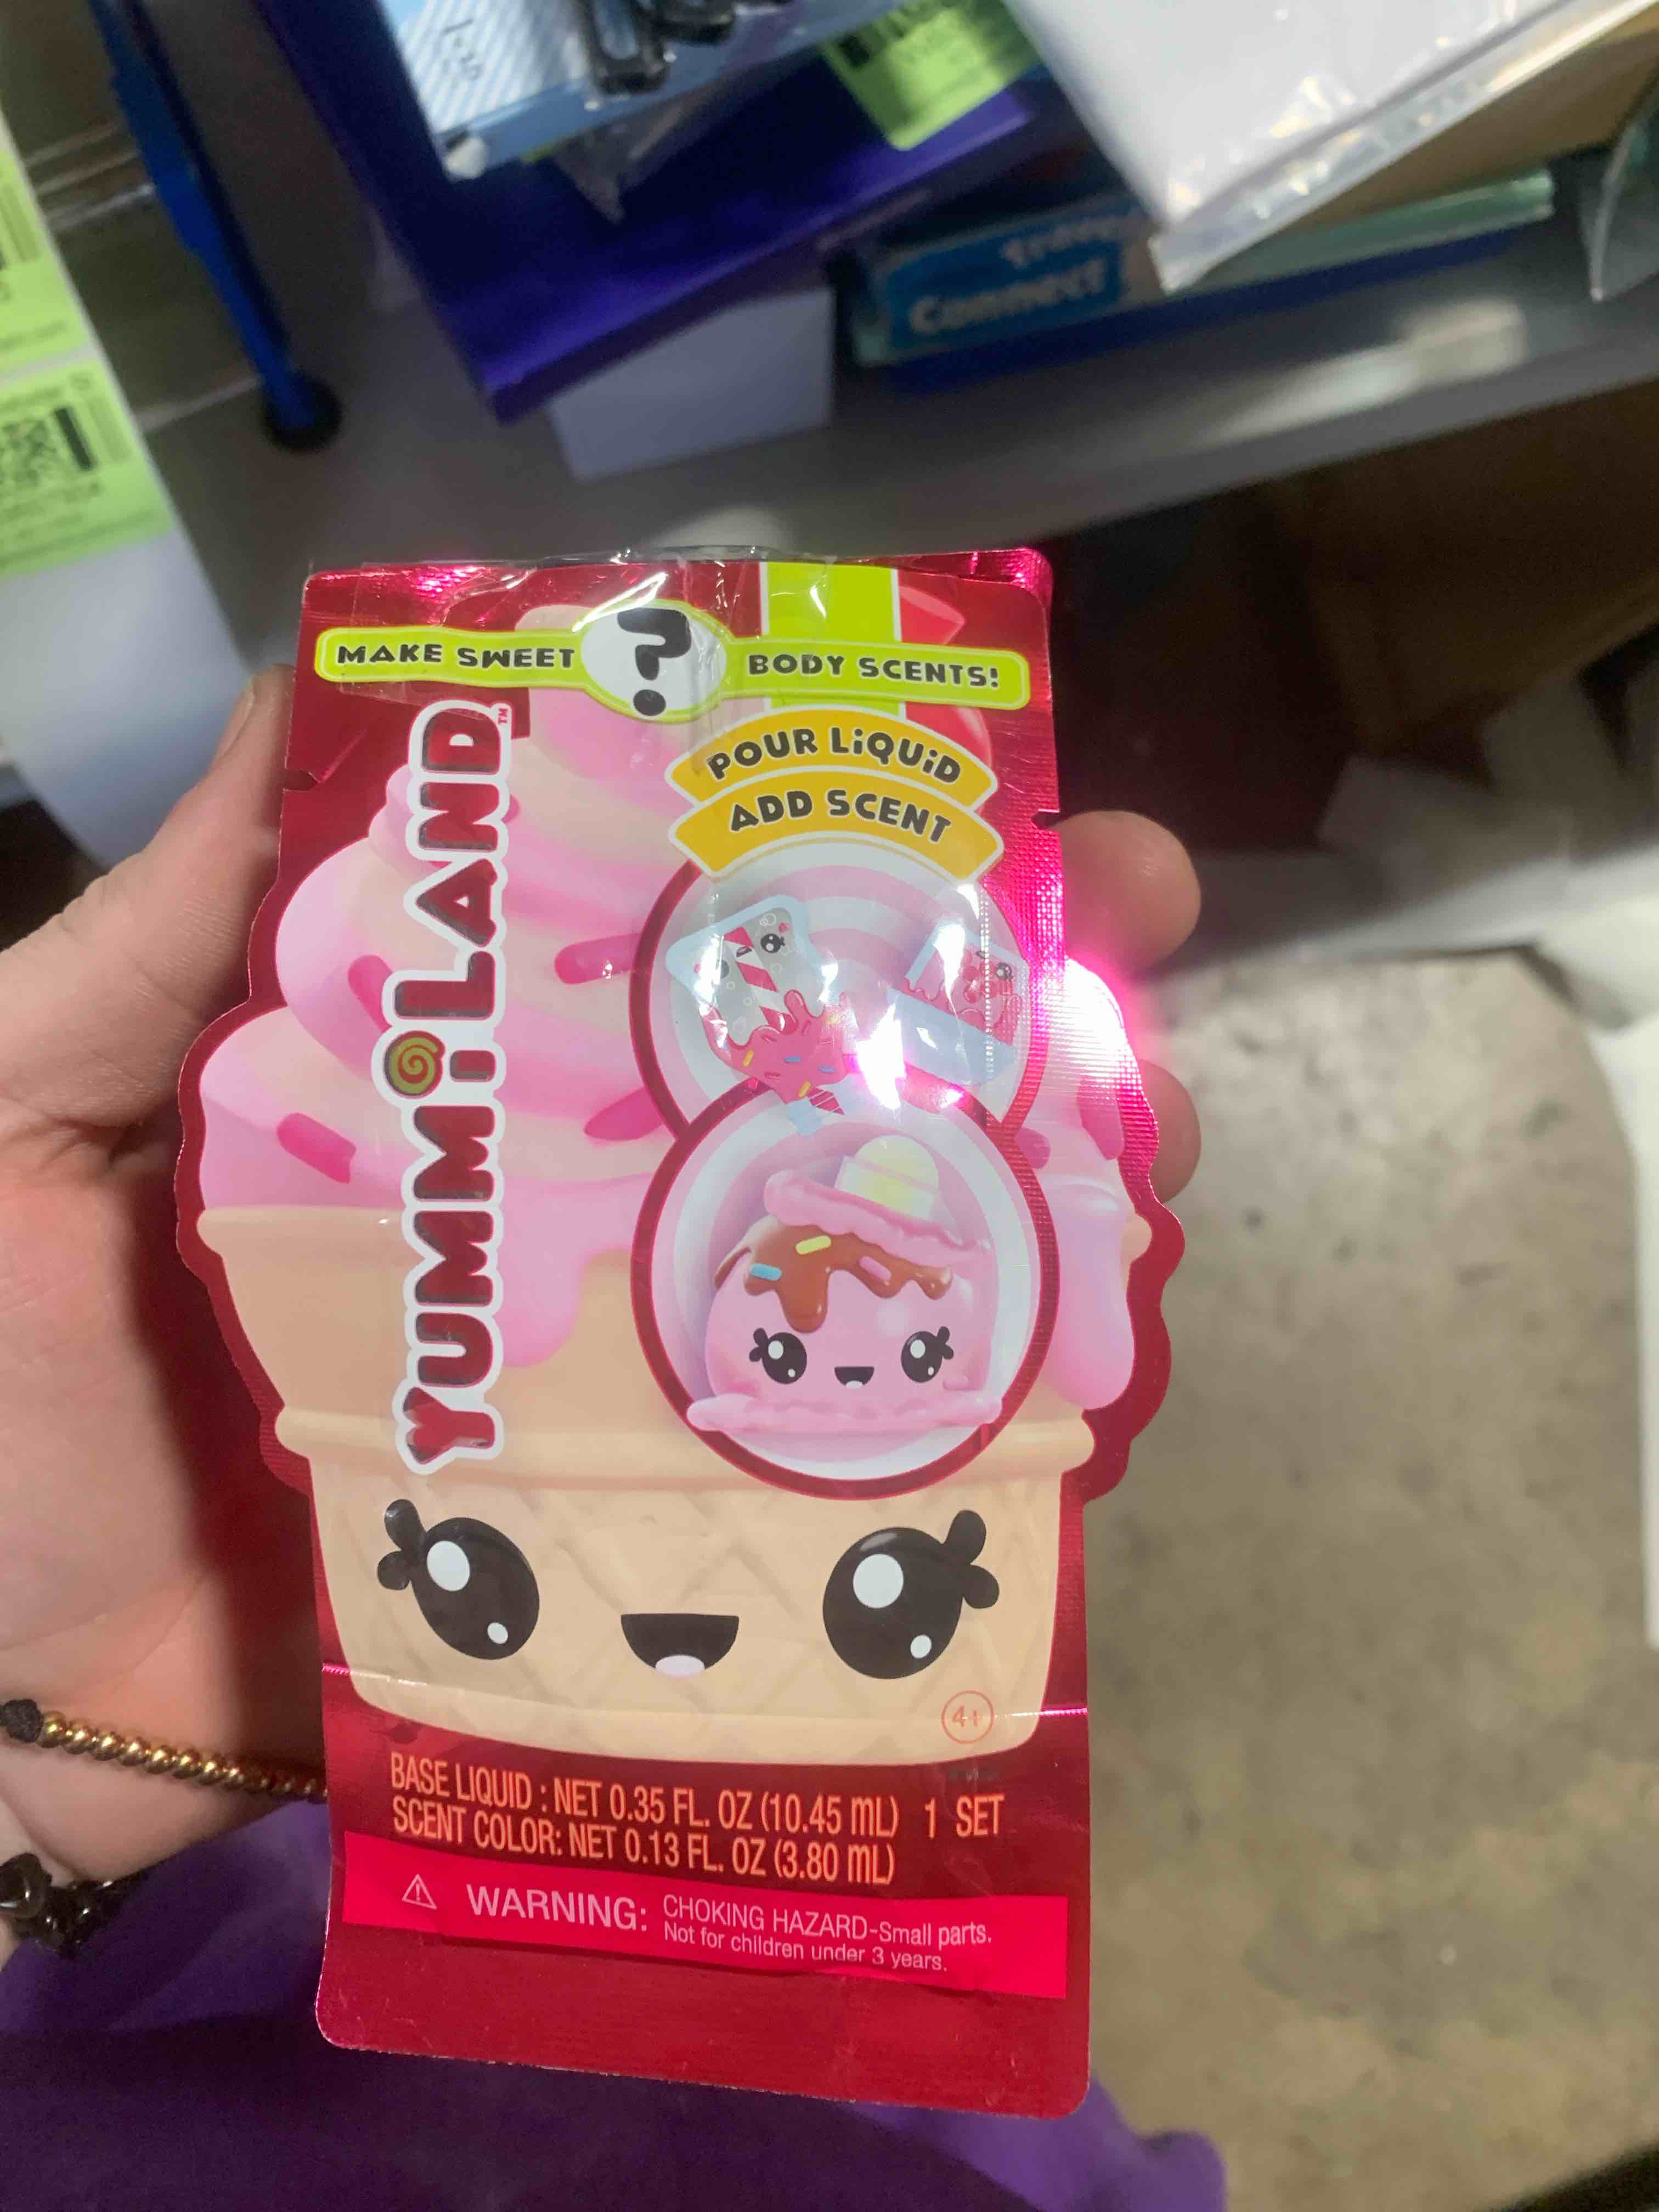 Connect
MAKE SWEET
?
BODY SCENTS!
POUR LiQUiD
ADD SCENT
YUMMiLAND™
4+
BASE LIQUID : NET 0.35 FL. OZ (10.45 mL) 1 SET
SCENT COLOR: NET 0.13 FL. OZ (3.80 mL)
WARNING: CHOKING HAZARD-Small parts.
Not for children under 3 years.